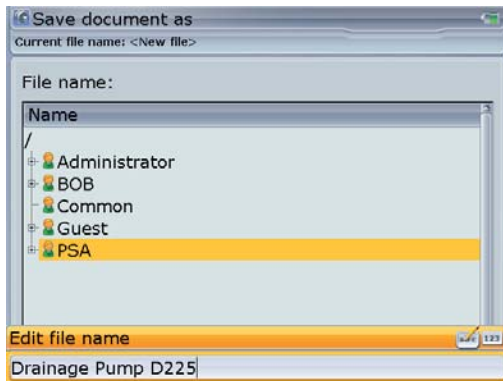 Save document as
Current file name: <New file>
File name:
Name
/
Administrator
BOB
Common
Guest
PSA
Edit file name
123
Drainage Pump D225